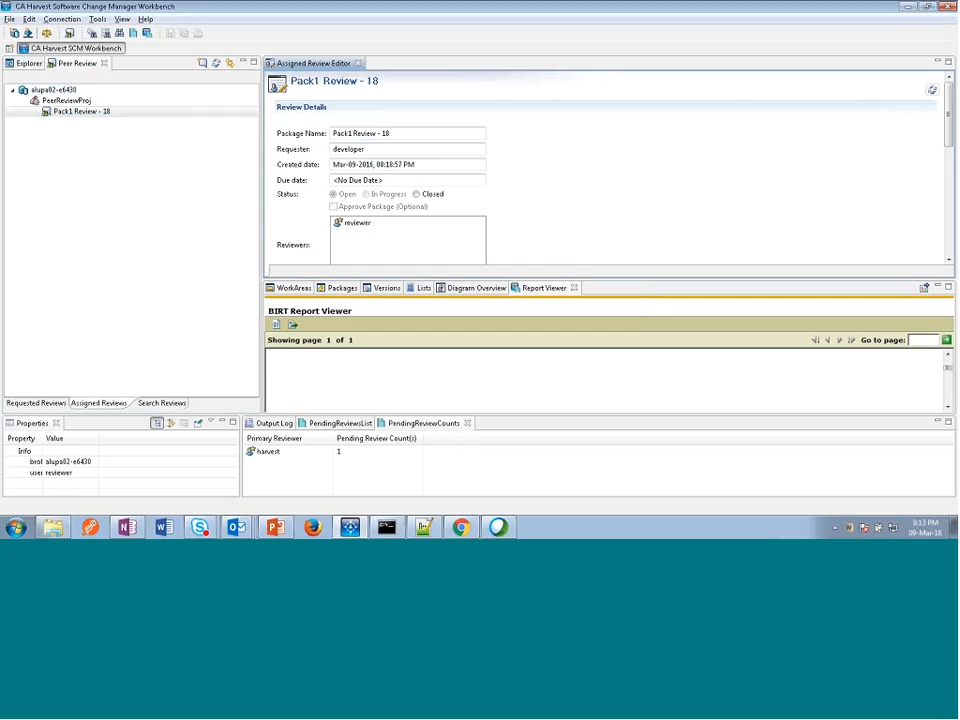 CA Harvest Software Change Manager Workbench
File Edit Connection Tools View Help
CA Harvest SCM Workbench
Explorer Peer Review
alupa02-e6430
PeerReviewProj
Pack1 Review - 18
Requested Reviews Assigned Reviews Search Reviews
Assigned Review Editor
Pack1 Review - 18
Review Details
Package Name: Pack1 Review - 18
Requester: developer
Created date: Mar-09-2016, 08:18:57 PM
Due date: <No Due Date>
Status: Open In Progress Closed
Approve Package (Optional)
reviewer
Reviewers:
WorkAreas Packages Versions Lists Diagram Overview Report Viewer
BIRT Report Viewer
Showing page 1 of 1 Go to page:
Properties
Property Value
Info
brol alupa02-e6430
user reviewer
Output Log PendingReviewsList PendingReviewCounts
Primary Reviewer Pending Review Count(s)
harvest 1
9:13 PM
09-Mar-16